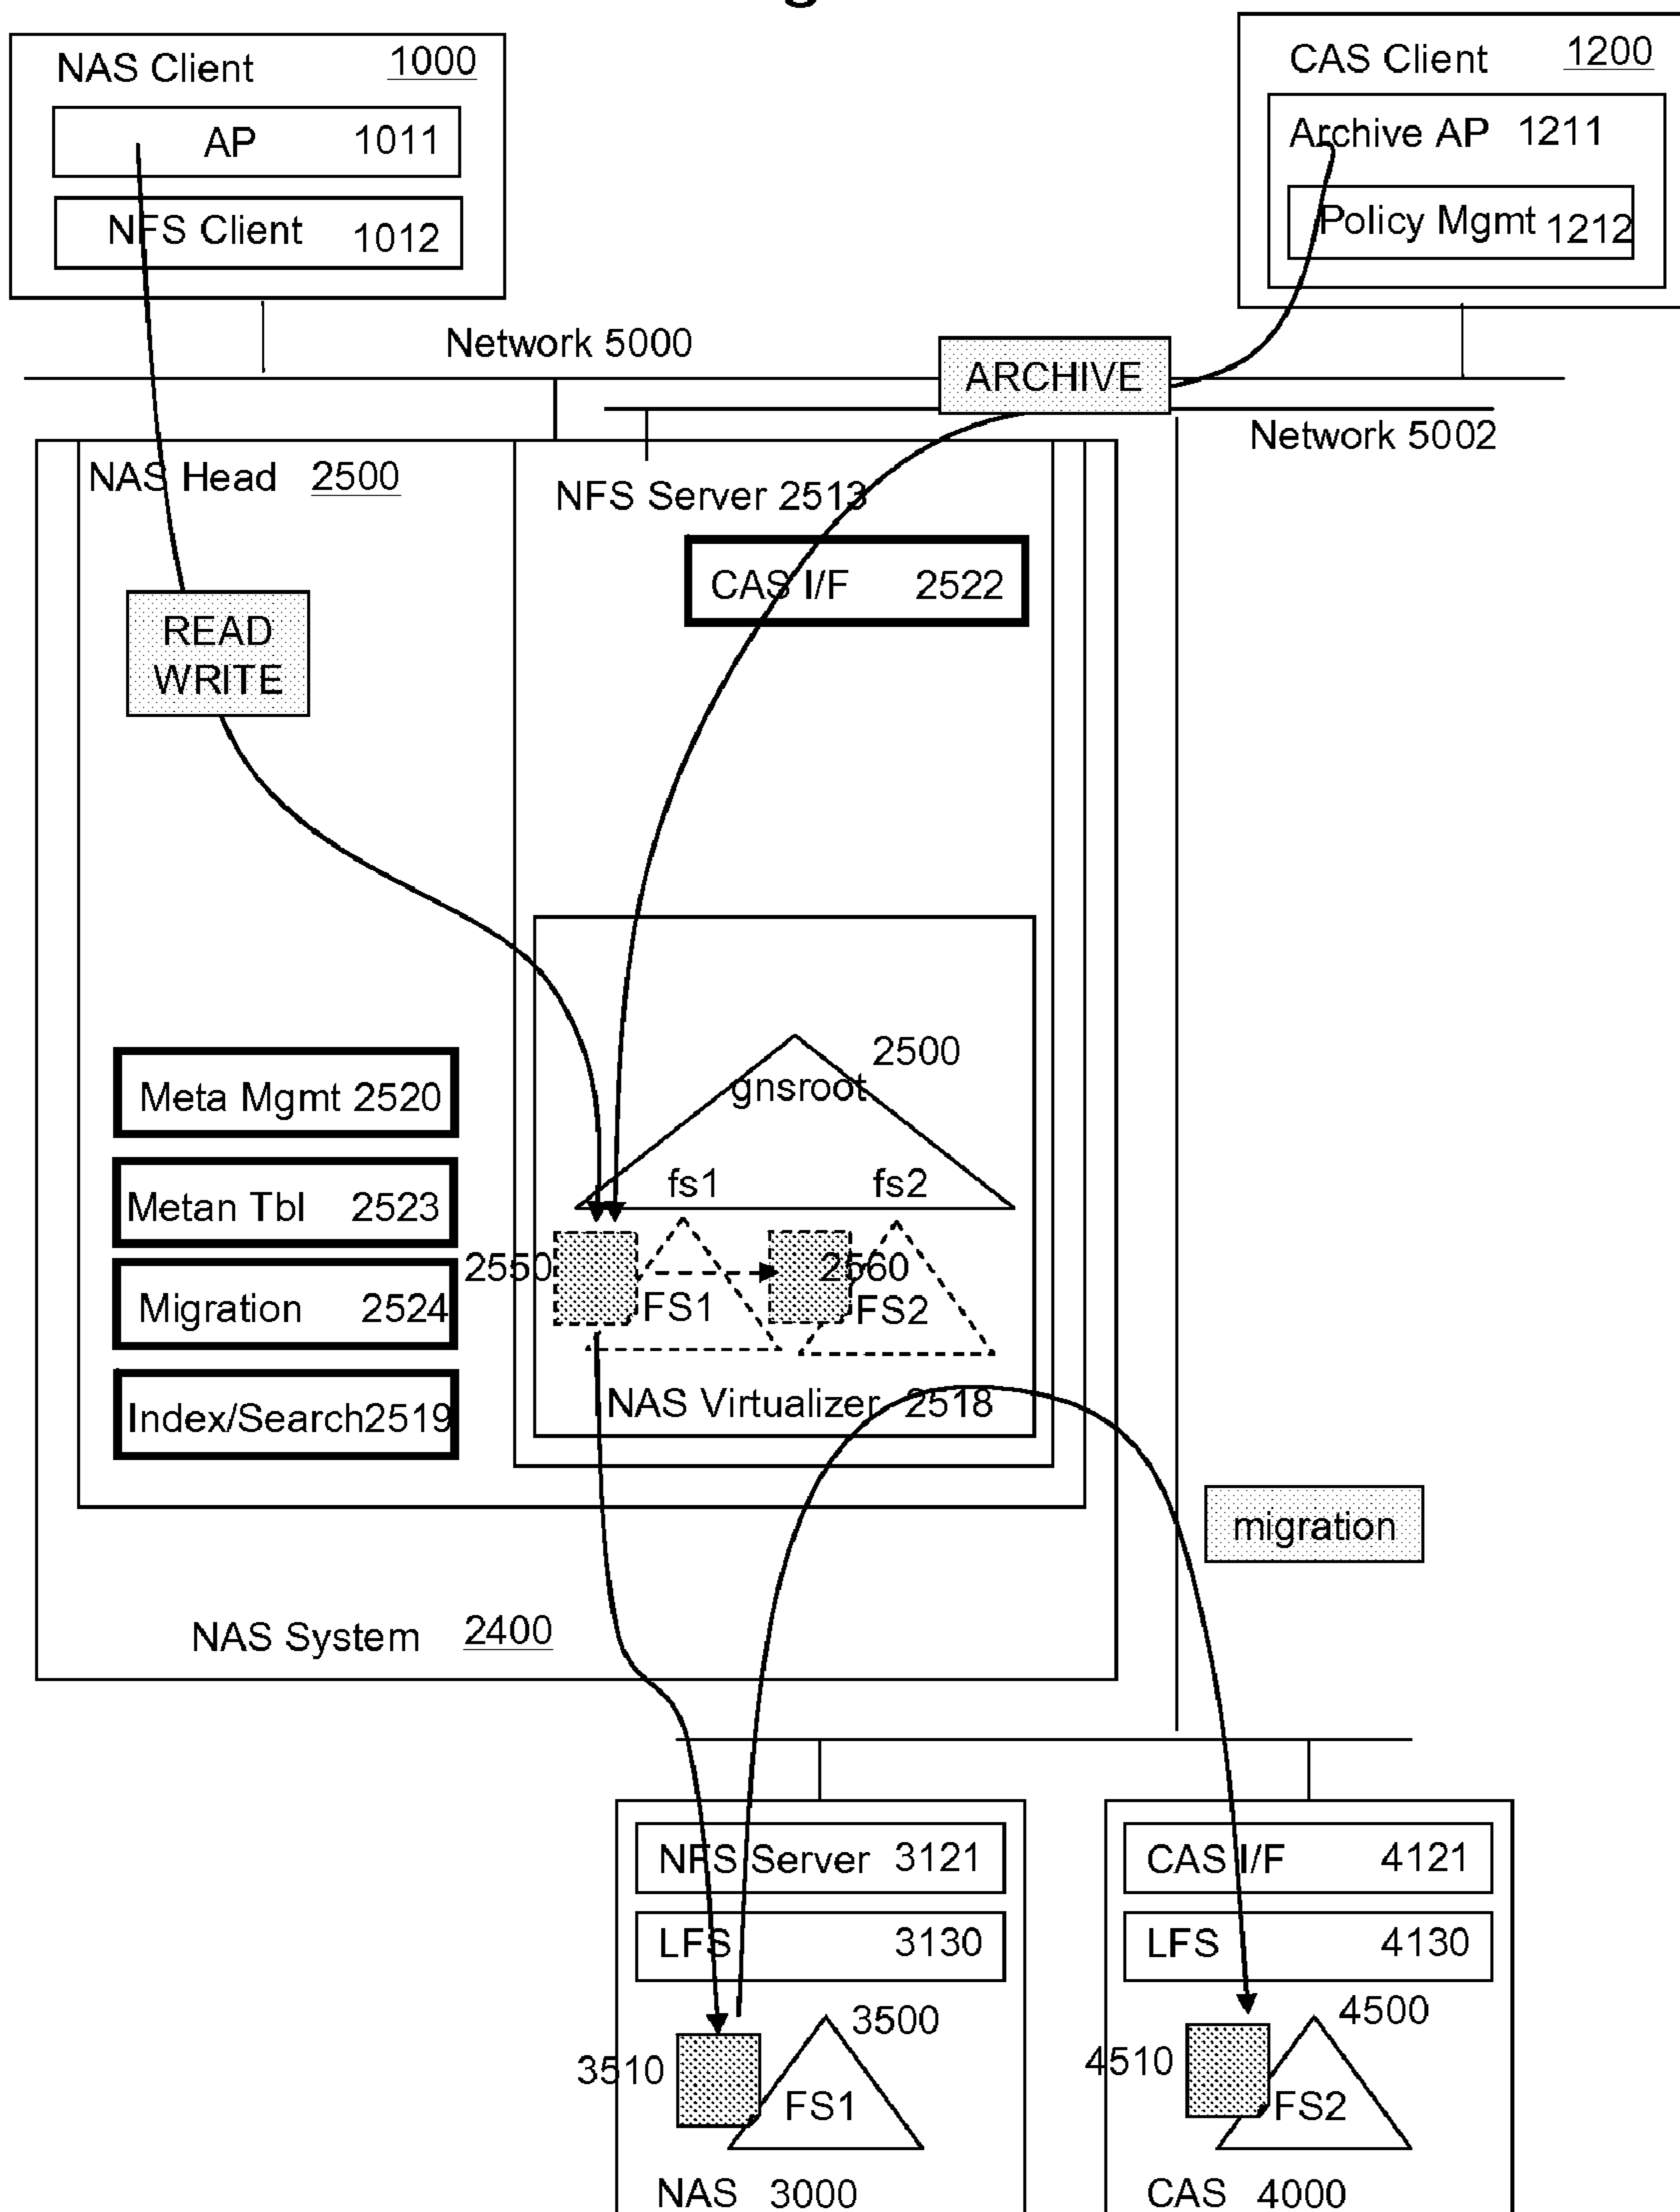 NAS Client 1000
AP 1011
NFS Client 1012
CAS Client 1200
Archive AP 1211
Policy Mgmt 1212
Network 5000
ARCHIVE
Network 5002
NAS Head 2500
NFS Server 2513
CAS I/F 2522
READ
WRITE
2500
gnsroot
fs1 fs2
Meta Mgmt 2520
Metan Tbl 2523
Migration 2524
Index/Search2519
2550
2560
FS1
FS2
NAS Virtualizer 2518
migration
NAS System 2400
NFS Server 3121
LFS 3130
3500
3510
FS1
NAS 3000
CAS I/F 4121
LFS 4130
4500
4510
FS2
CAS 4000